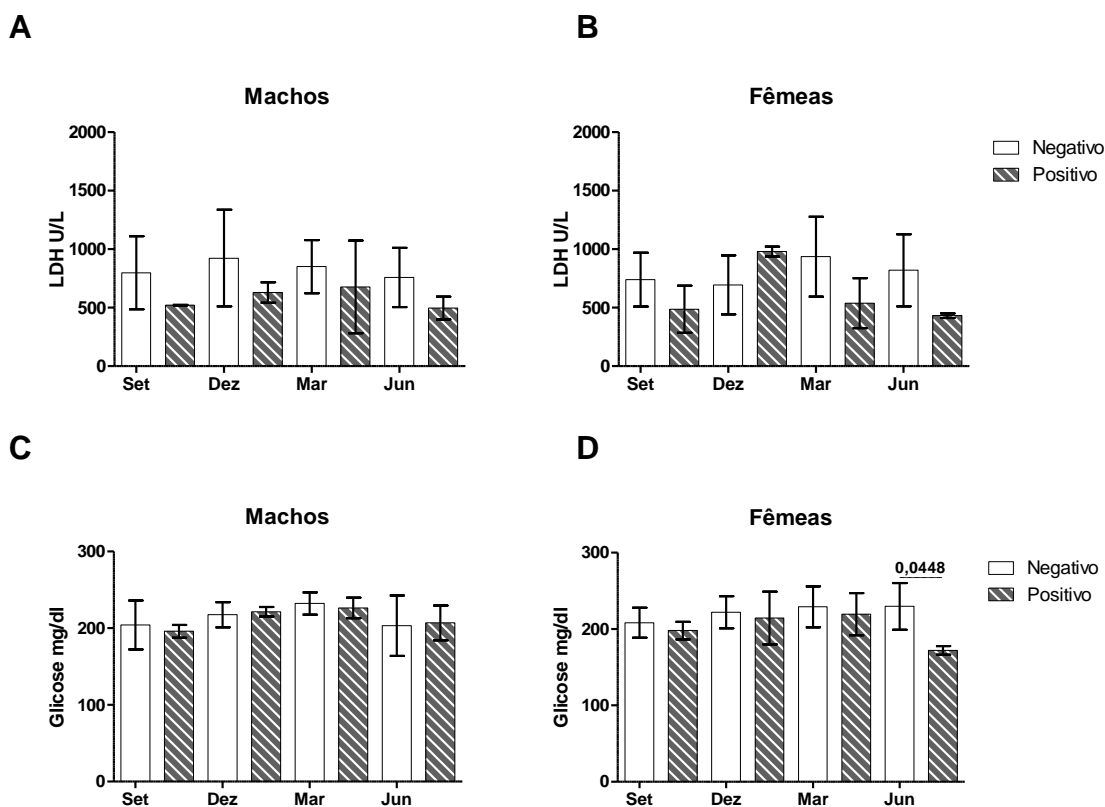 A
Machos
2000
1500
1000
500
0
LDH U/L
Set Dez Mar Jun
B
Fêmeas
2000
1500
1000
500
0
LDH U/L
Set Dez Mar Jun
Negativo
Positivo
C
Machos
300
200
100
0
Glicose mg/dl
Set Dez Mar Jun
D
Fêmeas
300
200
100
0
Glicose mg/dl
0,0448
Set Dez Mar Jun
Negativo
Positivo